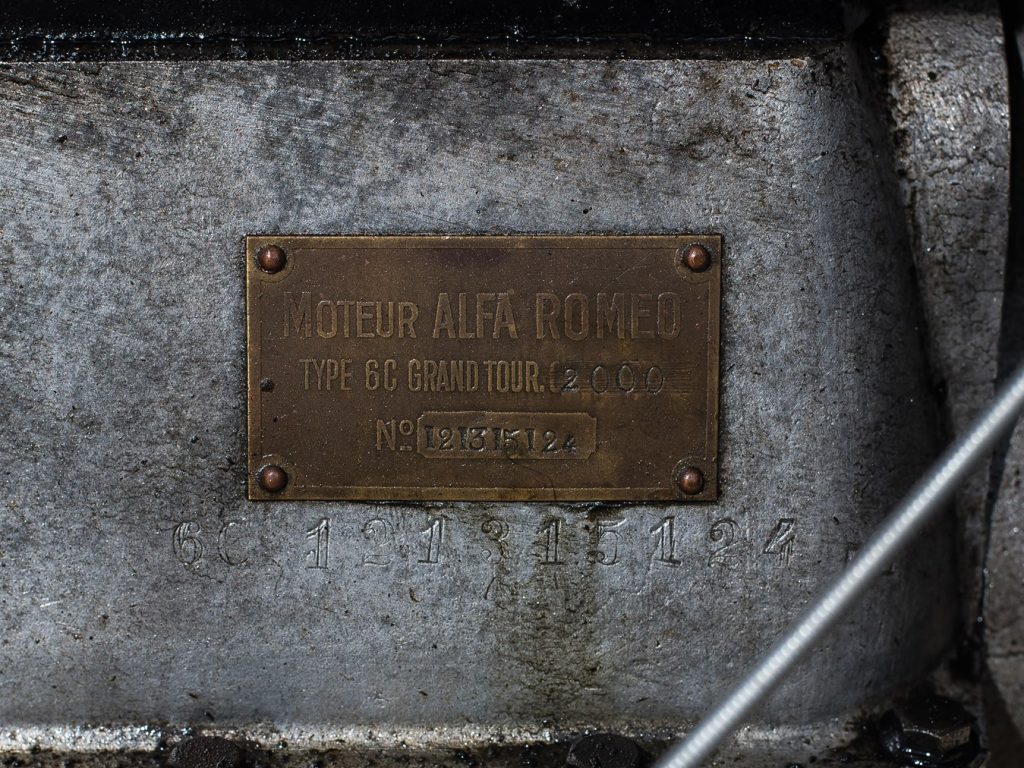 MOTEUR ALFA ROMEO
TYPE 6C GRAND TOUR. 2000
No. 121315124
6C 121315124